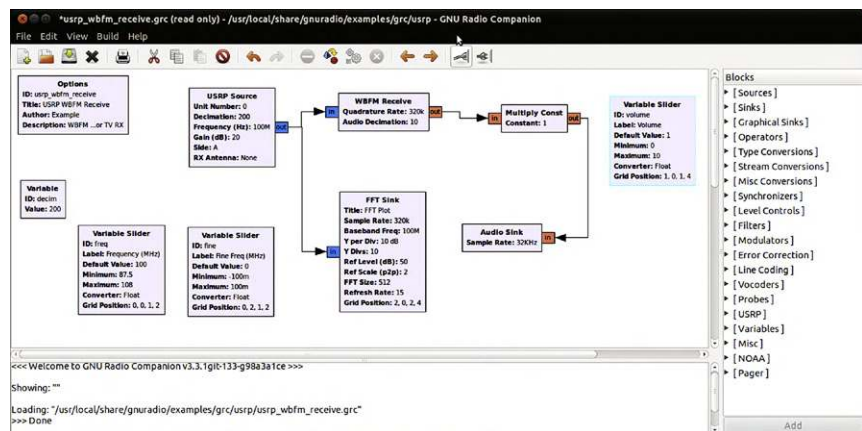 *usrp_wbfm_receive.grc (read only) - /usr/local/share/gnuradio/examples/grc/usrp - GNU Radio Companion
File Edit View Build Help
Options
ID: usrp_wbfm_receive
Title: USRP WBFM Receive
Author: Example
Description: WBFM ...or TV RX
USRP Source
Unit Number: 0
Decimation: 200
Frequency (Hz): 100M
Gain (dB): 20
Side: A
RX Antenna: None
out
in
WBFM Receive
Quadrature Rate: 320k
Audio Decimation: 10
out
in
Multiply Const
Constant: 1
out
Variable Slider
ID: volume
Label: Volume
Default Value: 1
Minimum: 0
Maximum: 10
Converter: Float
Grid Position: 1, 0, 1, 4
Variable
ID: decim
Value: 200
Variable Slider
ID: freq
Label: Frequency (MHz)
Default Value: 100
Minimum: 87.5
Maximum: 108
Converter: Float
Grid Position: 0, 0, 1, 2
Variable Slider
ID: fine
Label: Fine Freq (MHz)
Default Value: 0
Minimum: -100m
Maximum: 100m
Converter: Float
Grid Position: 0, 2, 1, 2
in
FFT Sink
Title: FFT Plot
Sample Rate: 320k
Baseband Freq: 100M
Y per Div: 10 dB
Y Divs: 10
Ref Level (dB): 50
Ref Scale (p2p): 2
FFT Size: 512
Refresh Rate: 15
Grid Position: 2, 0, 2, 4
Audio Sink
Sample Rate: 32KHz
in
Blocks
[ Sources ]
[ Sinks ]
[ Graphical Sinks ]
[ Operators ]
[ Type Conversions ]
[ Stream Conversions ]
[ Misc Conversions ]
[ Synchronizers ]
[ Level Controls ]
[ Filters ]
[ Modulators ]
[ Error Correction ]
[ Line Coding ]
[ Vocoders ]
[ Probes ]
[ USRP ]
[ Variables ]
[ Misc ]
[ NOAA ]
[ Pager ]
Add
<<< Welcome to GNU Radio Companion v3.3.1git-133-g98a3a1ce >>>
Showing: ""
Loading: "/usr/local/share/gnuradio/examples/grc/usrp/usrp_wbfm_receive.grc"
>>> Done